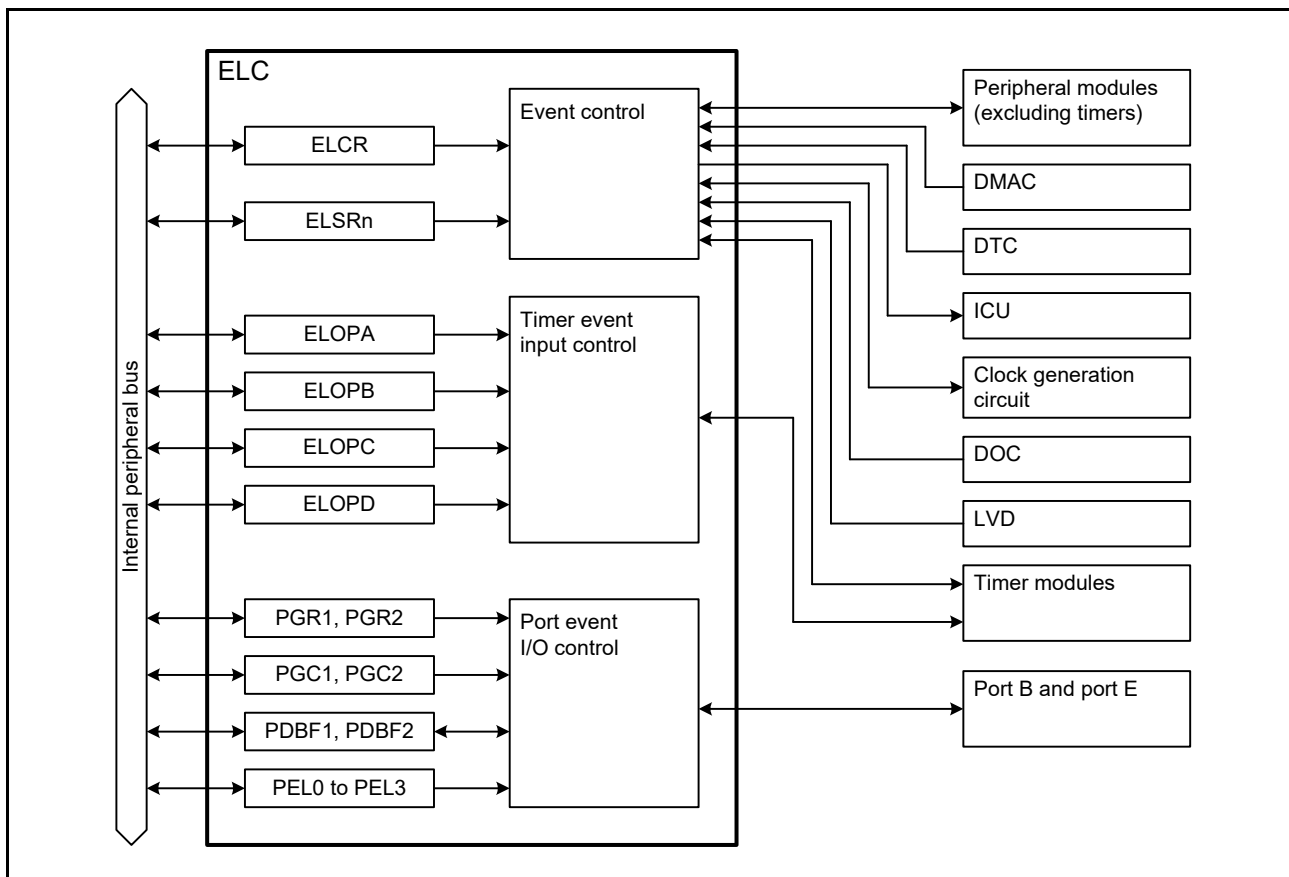 ELC
Internal peripheral bus
ELCR
ELSRn
ELOPA
ELOPB
ELOPC
ELOPD
PGR1, PGR2
PGC1, PGC2
PDBF1, PDBF2
PEL0 to PEL3
Event control
Timer event
input control
Port event
I/O control
Peripheral modules
(excluding timers)
DMAC
DTC
ICU
Clock generation
circuit
DOC
LVD
Timer modules
Port B and port E